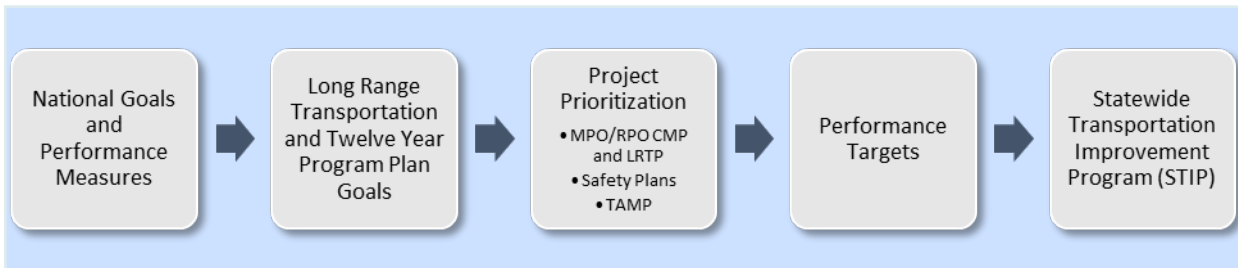 National Goals
and
Performance
Measures
Long Range
Transportation
and Twelve Year
Program Plan
Goals
Project
Prioritization
•MPO/RPO CMP
and LRTP
•Safety Plans
•TAMP
Performance
Targets
Statewide
Transportation
Improvement
Program (STIP)